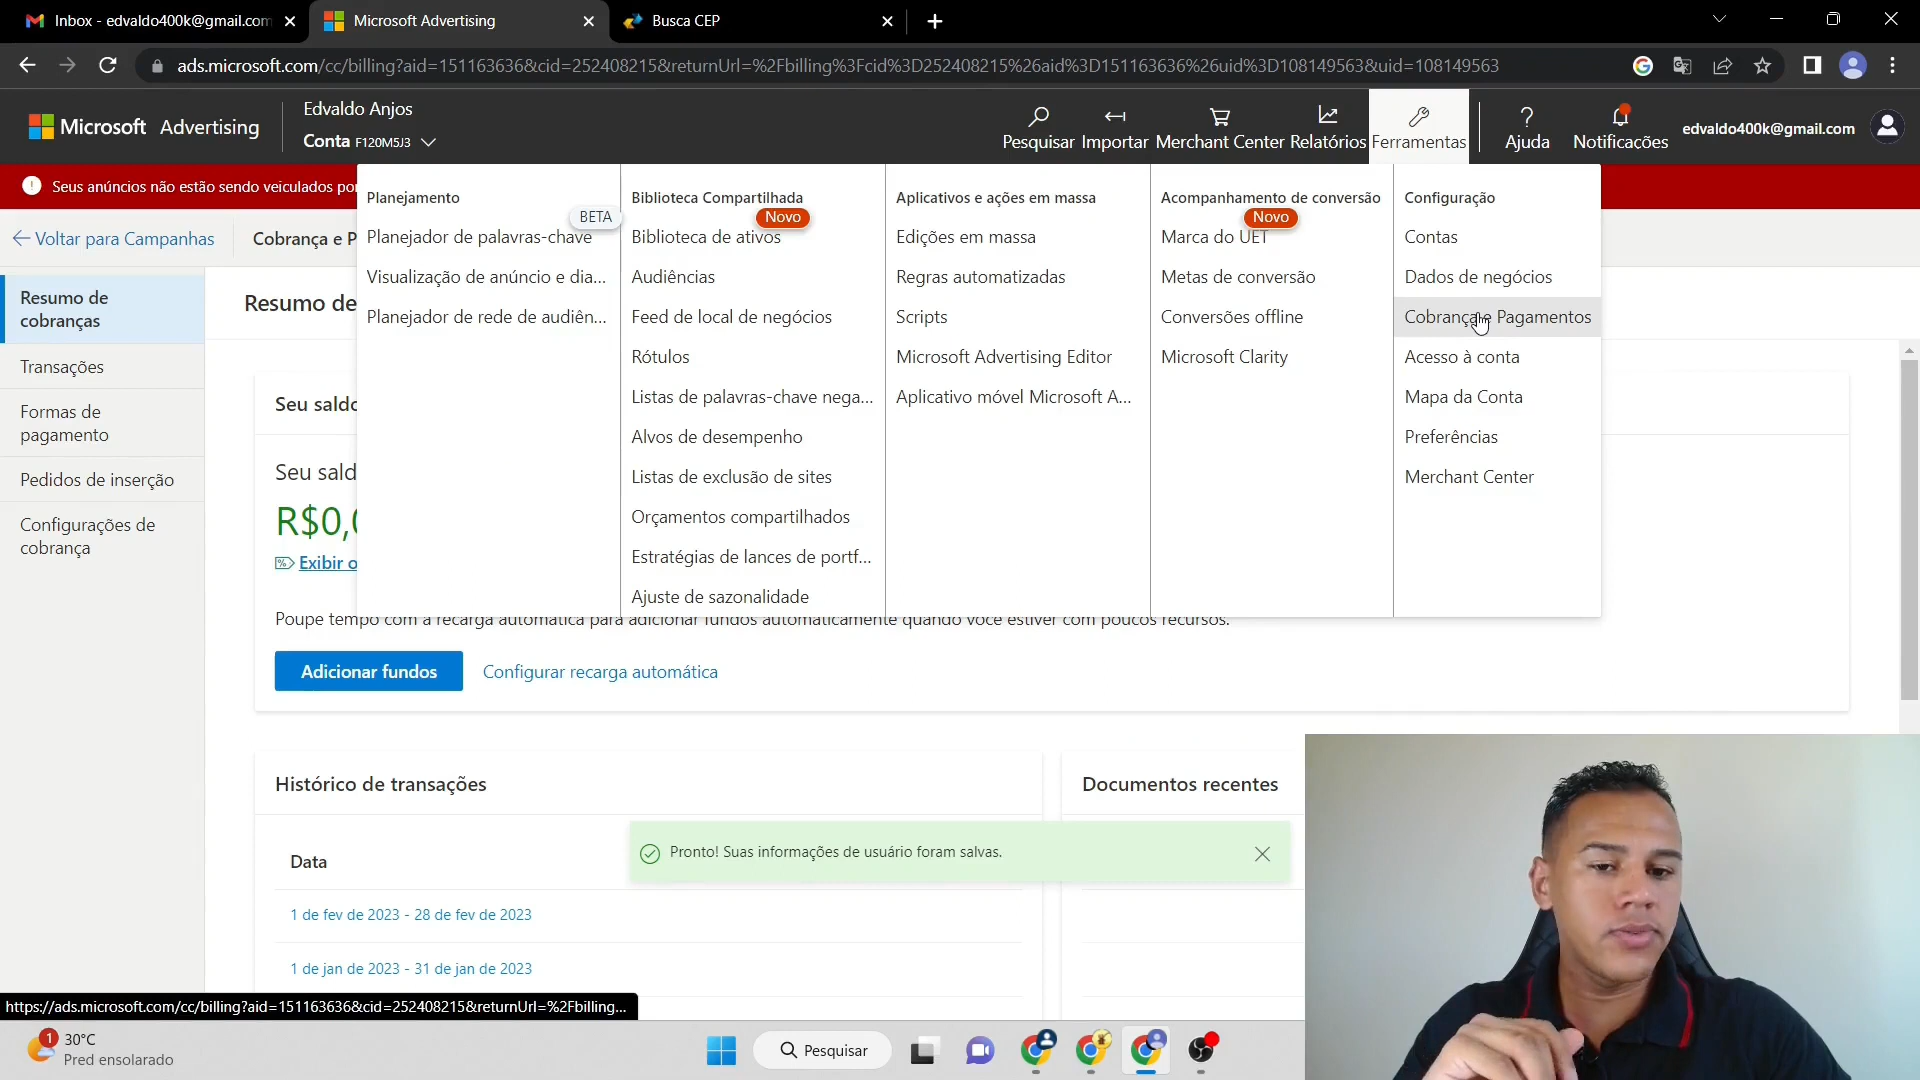 Inbox - edvaldo400k@gmail.com
Microsoft Advertising
Busca CEP
ads.microsoft.com/cc/billing?aid=151163636&cid=252408215&returnUrl=%2Fbilling%3Fcid%3D252408215%26aid%3D151163636%26uid%3D108149563&uid=108149563
Microsoft Advertising
Edvaldo Anjos
Conta F120M5J3
Pesquisar
Importar
Merchant Center
Relatórios
Ferramentas
Ajuda
Notificações
edvaldo400k@gmail.com
Seus anúncios não estão sendo veiculados
Voltar para Campanhas
Cobrança e P
Resumo de
cobranças
Transações
Formas de
pagamento
Pedidos de inserção
Configurações de
cobrança
Planejamento
BETA
Planejador de palavras-chave
Visualização de anúncio e dia...
Planejador de rede de audiên...
Biblioteca Compartilhada
Novo
Biblioteca de ativos
Audiências
Feed de local de negócios
Rótulos
Listas de palavras-chave nega...
Alvos de desempenho
Listas de exclusão de sites
Orçamentos compartilhados
Estratégias de lances de portf...
Ajuste de sazonalidade
Aplicativos e ações em massa
Edições em massa
Regras automatizadas
Scripts
Microsoft Advertising Editor
Aplicativo móvel Microsoft A...
Acompanhamento de conversão
Novo
Marca do UET
Metas de conversão
Conversões offline
Microsoft Clarity
Configuração
Contas
Dados de negócios
Cobrança e Pagamentos
Acesso à conta
Mapa da Conta
Preferências
Merchant Center
Resumo de
Seu saldo
Seu sald
R$0,
Exibir o
Poupe tempo com a recarga automática para adicionar fundos automaticamente quando você estiver com poucos recursos.
Adicionar fundos
Configurar recarga automática
Histórico de transações
Documentos recentes
Data
Pronto! Suas informações de usuário foram salvas.
1 de fev de 2023 - 28 de fev de 2023
1 de jan de 2023 - 31 de jan de 2023
https://ads.microsoft.com/cc/billing?aid=151163636&cid=252408215&returnUrl=%2Fbilling...
1
30°C
Pred ensolarado
Pesquisar